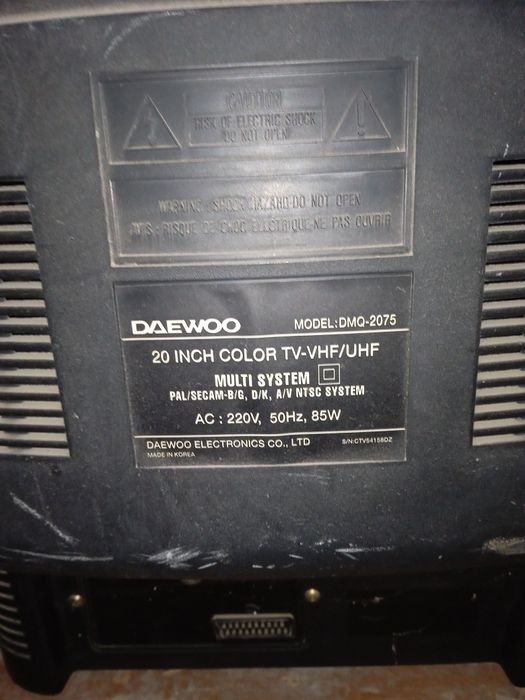 CAUTION
RISK OF ELECTRIC SHOCK
DO NOT OPEN
WARNING : SHOCK HAZARD-DO NOT OPEN
AVIS : RISQUE DE CHOC ELECTRIQUE-NE PAS OUVRIR
DAEWOO MODEL:DMQ-2075
20 INCH COLOR TV-VHF/UHF
MULTI SYSTEM
PAL/SECAM-B/G, D/K, A/V NTSC SYSTEM
AC : 220V, 50Hz, 85W
DAEWOO ELECTRONICS CO., LTD S/N:CTV54158DZ
MADE IN KOREA